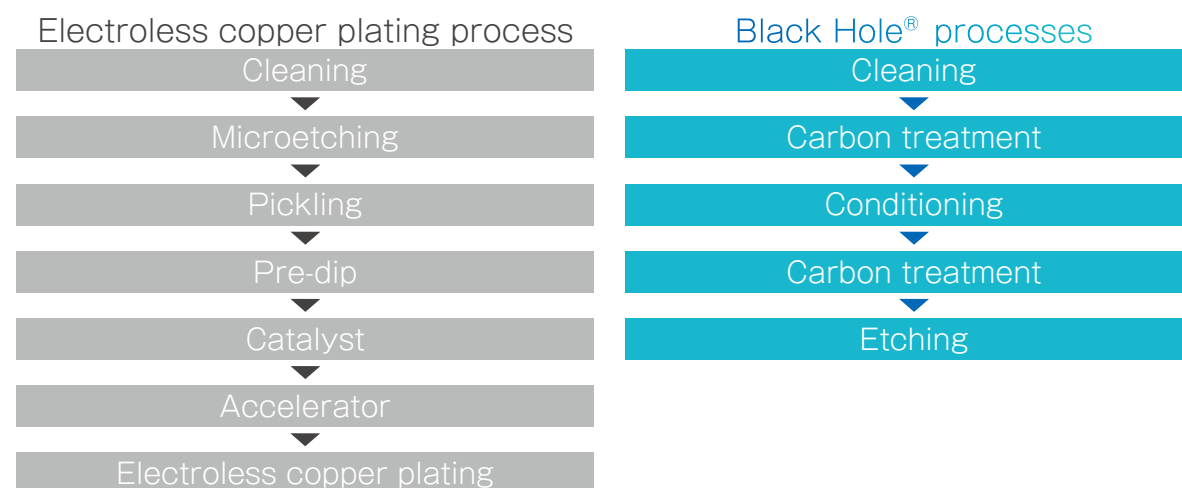 Electroless copper plating process
Cleaning
Microetching
Pickling
Pre-dip
Catalyst
Accelerator
Electroless copper plating
Black Hole® processes
Cleaning
Carbon treatment
Conditioning
Carbon treatment
Etching